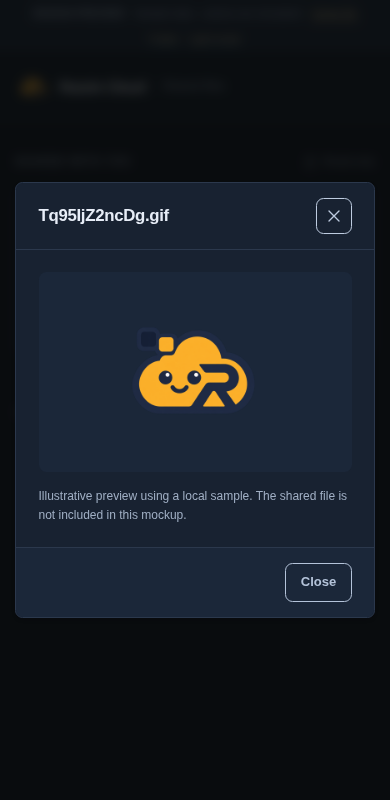 Tq95ljZ2ncDg.gif
Illustrative preview using a local sample. The shared file is
not included in this mockup.
Close